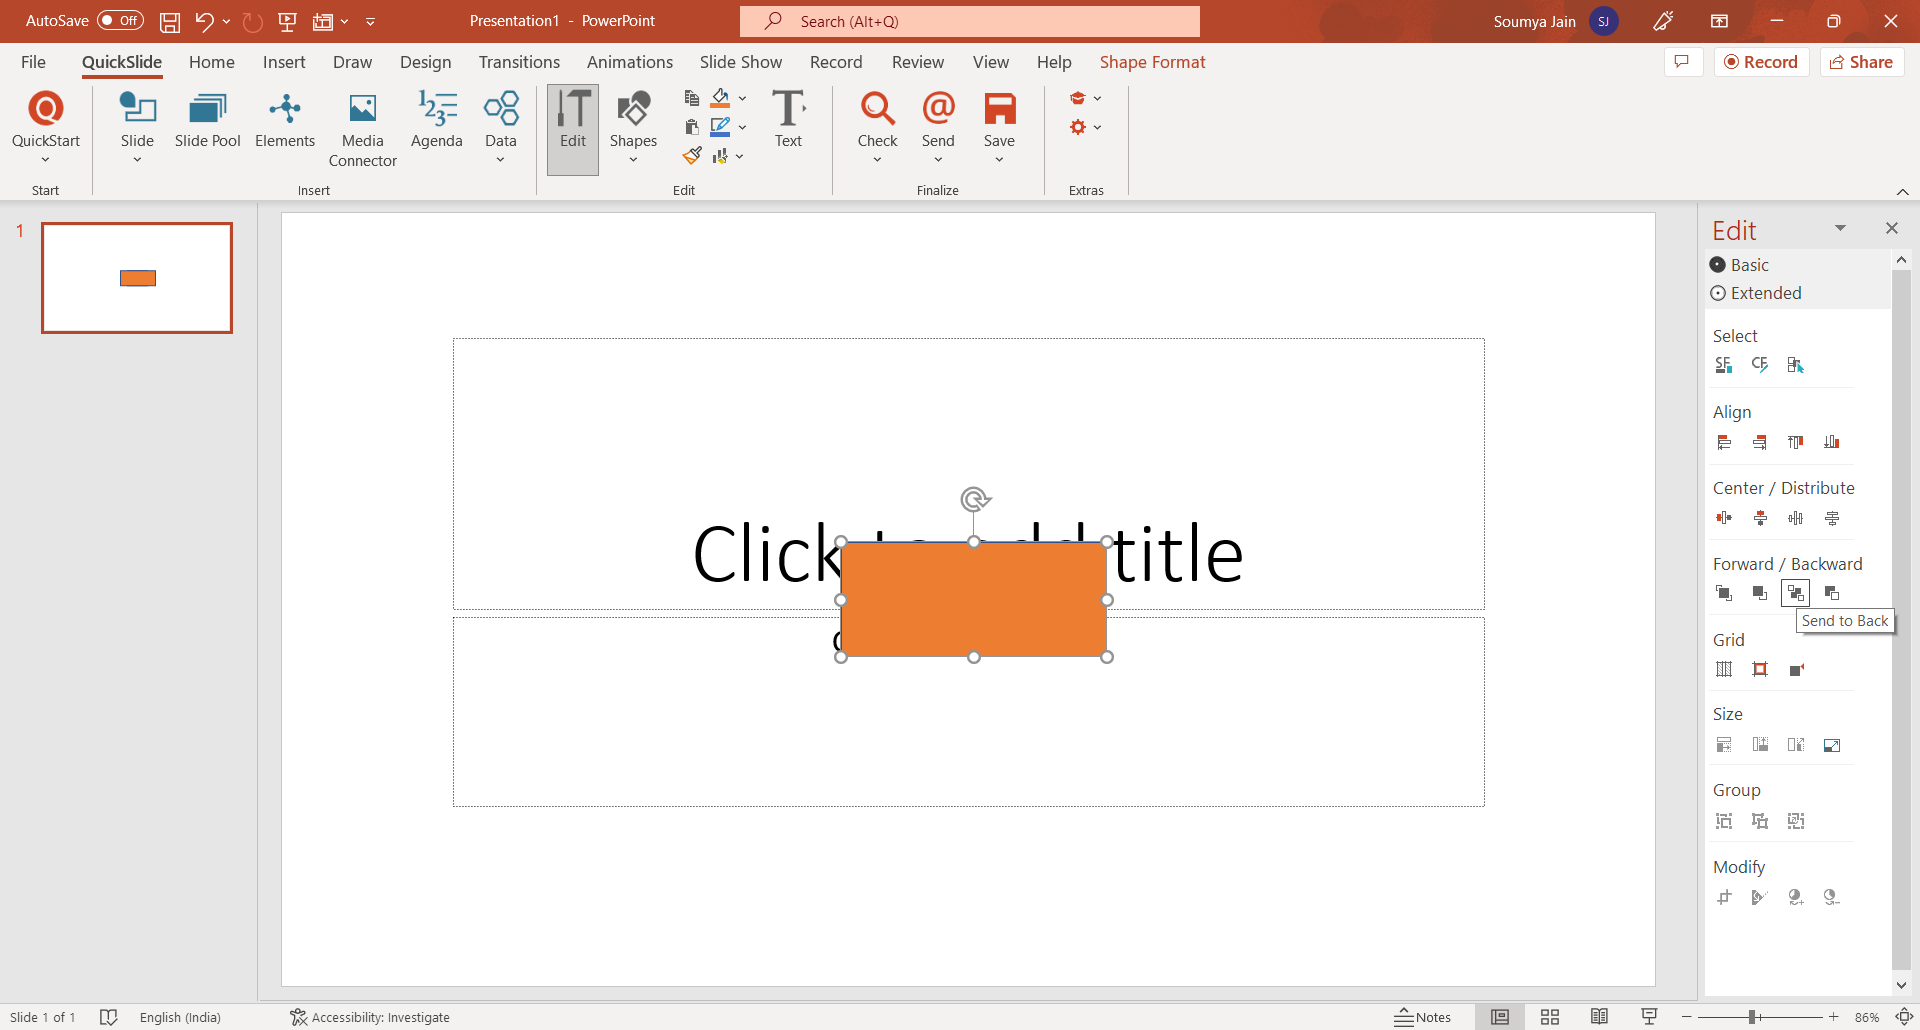 AutoSave Off Presentation1 - PowerPoint Search (Alt+Q) Soumya Jain SJ
File QuickSlide Home Insert Draw Design Transitions Animations Slide Show Record Review View Help Shape Format Record Share
QuickStart Slide Slide Pool Elements Media Connector Agenda Data Edit Shapes Text Check Send Save
Start Insert Edit Finalize Extras
1
Edit
Basic
Extended
Select
SF CF
Align
Center / Distribute
Forward / Backward
Send to Back
Grid
Size
Group
Modify
Click to add title
Slide 1 of 1 English (India) Accessibility: Investigate Notes 86%